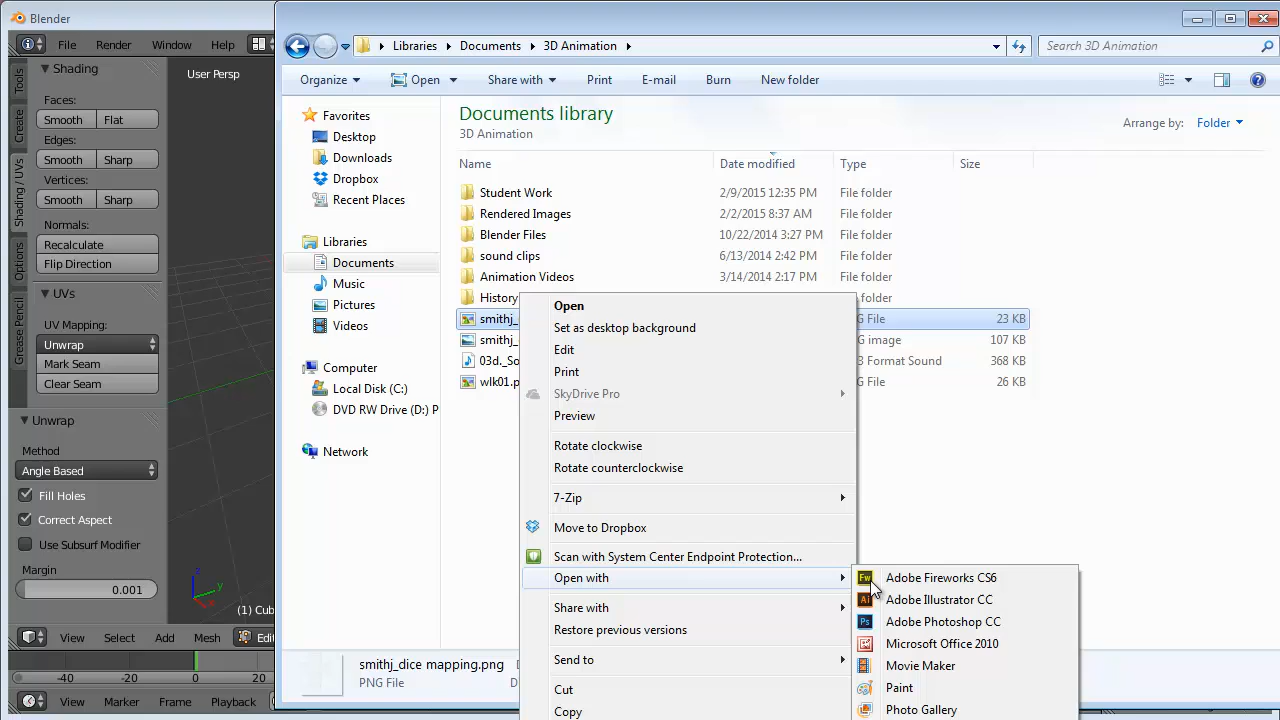 Blender
File Render Window Help
User Persp
Tools
Create
Shading / UVs
Options
Grease Pencil
Shading
Faces:
Smooth Flat
Edges:
Smooth Sharp
Vertices:
Smooth Sharp
Normals:
Recalculate
Flip Direction
UVs
UV Mapping:
Unwrap
Mark Seam
Clear Seam
Unwrap
Method
Angle Based
Fill Holes
Correct Aspect
Use Subsurf Modifier
Margin
0.001
z
y
x
(1) Cub
View Select Add Mesh Edi
-40 -20 0 20
View Marker Frame Playback
Libraries Documents 3D Animation
Search 3D Animation
Organize Open Share with Print E-mail Burn New folder
Favorites
Desktop
Downloads
Dropbox
Recent Places
Libraries
Documents
Music
Pictures
Videos
Computer
Local Disk (C:)
DVD RW Drive (D:) P
Network
Documents library
3D Animation
Arrange by: Folder
Name Date modified Type Size
Student Work 2/9/2015 12:35 PM File folder
Rendered Images 2/2/2015 8:37 AM File folder
Blender Files 10/22/2014 3:27 PM File folder
sound clips 6/13/2014 2:42 PM File folder
Animation Videos 3/14/2014 2:17 PM File folder
History folder
smithj_ G File 23 KB
smithj_ G image 107 KB
03d_So 3 Format Sound 368 KB
wlk01.p G File 26 KB
Open
Set as desktop background
Edit
Print
SkyDrive Pro
Preview
Rotate clockwise
Rotate counterclockwise
7-Zip
Move to Dropbox
Scan with System Center Endpoint Protection...
Open with
Share with
Restore previous versions
Send to
Cut
Copy
Fw Adobe Fireworks CS6
Ai Adobe Illustrator CC
Ps Adobe Photoshop CC
Microsoft Office 2010
Movie Maker
Paint
Photo Gallery
smithj_dice mapping.png D
PNG File D